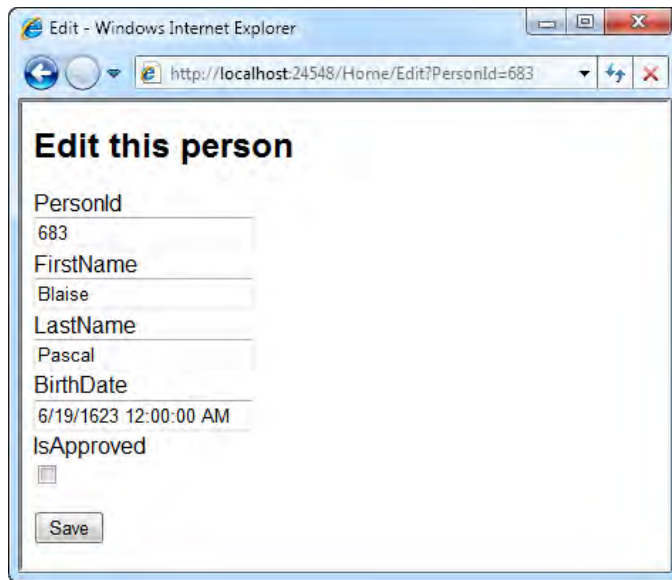 Edit - Windows Internet Explorer
http://localhost:24548/Home/Edit?PersonId=683
Edit this person
PersonId
683
FirstName
Blaise
LastName
Pascal
BirthDate
6/19/1623 12:00:00 AM
IsApproved
Save